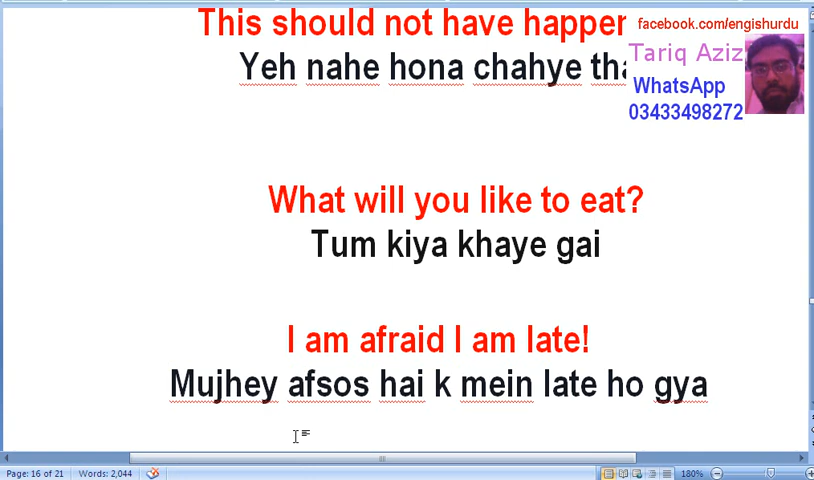 This should not have happer
facebook.com/engishurdu
Yeh nahe hona chahye tha
Tariq Aziz
WhatsApp
03433498272
What will you like to eat?
Tum kiya khaye gai
I am afraid I am late!
Mujhey afsos hai k mein late ho gya
Page: 16 of 21 Words: 2,044 180%